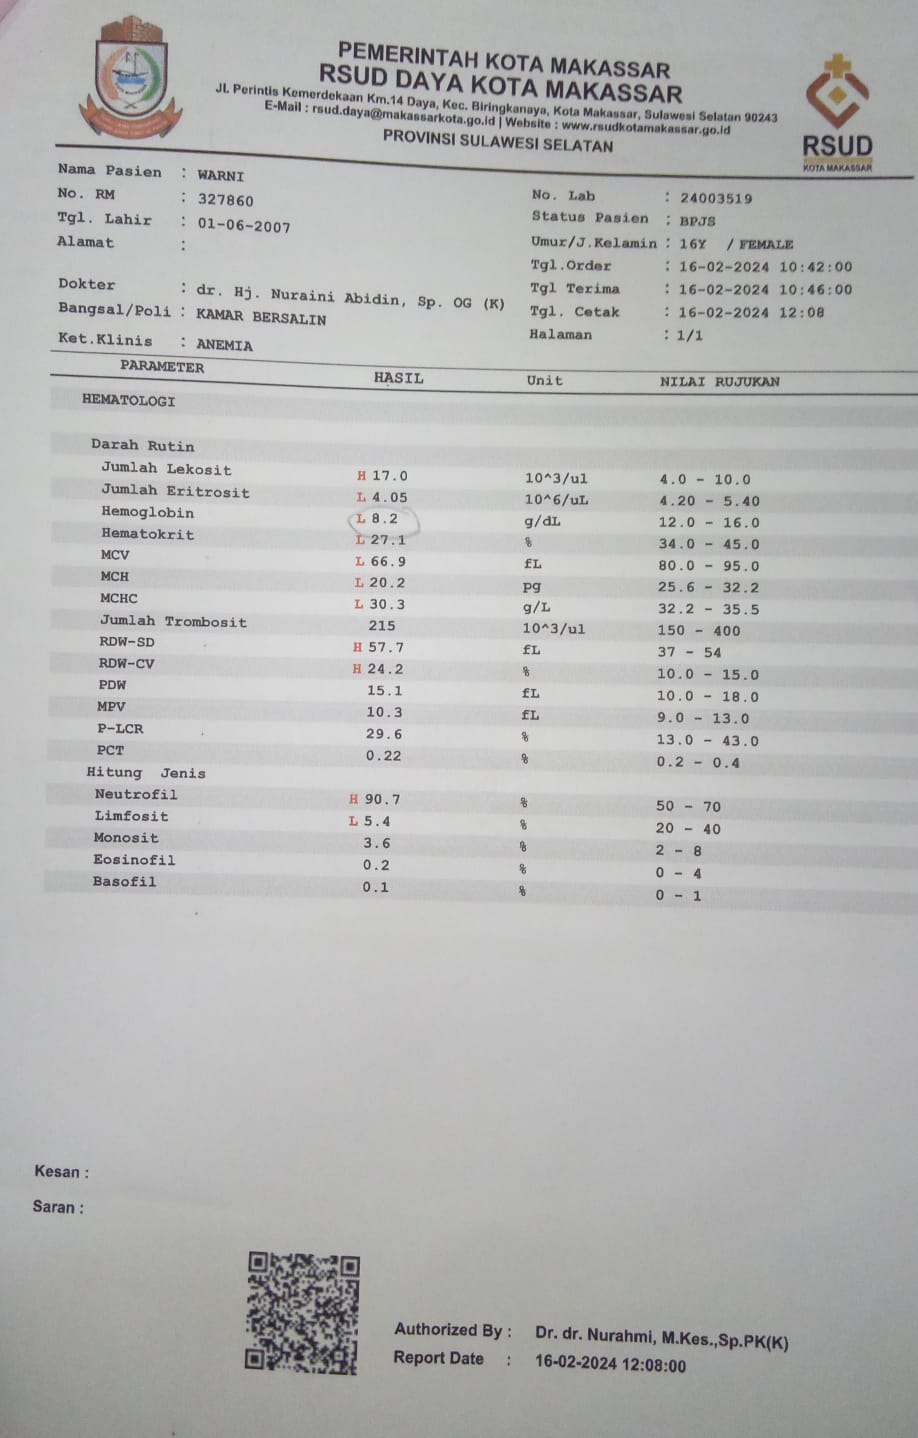 PEMERINTAH KOTA MAKASSAR
RSUD DAYA KOTA MAKASSAR
Jl. Perintis Kemerdekaan Km.14 Daya, Kec. Biringkanaya, Kota Makassar, Sulawesi Selatan 90243
E-Mail : rsud.daya@makassarkota.go.id | Website : www.rsudkotamakassar.go.id
PROVINSI SULAWESI SELATAN
RSUD
KOTA MAKASSAR
Nama Pasien : WARNI
No. RM : 327860
Tgl. Lahir : 01-06-2007
Alamat :
Dokter : dr. Hj. Nuraini Abidin, Sp. OG (K)
Bangsal/Poli : KAMAR BERSALIN
Ket.Klinis : ANEMIA
No. Lab : 24003519
Status Pasien : BPJS
Umur/J.Kelamin : 16Y / FEMALE
Tgl.Order : 16-02-2024 10:42:00
Tgl Terima : 16-02-2024 10:46:00
Tgl. Cetak : 16-02-2024 12:08
Halaman : 1/1
PARAMETER HASIL Unit NILAI RUJUKAN
HEMATOLOGI
Darah Rutin
Jumlah Lekosit H 17.0 10^3/ul 4.0 - 10.0
Jumlah Eritrosit L 4.05 10^6/uL 4.20 - 5.40
Hemoglobin L 8.2 g/dL 12.0 - 16.0
Hematokrit L 27.1 % 34.0 - 45.0
MCV L 66.9 fL 80.0 - 95.0
MCH L 20.2 pg 25.6 - 32.2
MCHC L 30.3 g/L 32.2 - 35.5
Jumlah Trombosit 215 10^3/ul 150 - 400
RDW-SD H 57.7 fL 37 - 54
RDW-CV H 24.2 % 10.0 - 15.0
PDW 15.1 fL 10.0 - 18.0
MPV 10.3 fL 9.0 - 13.0
P-LCR 29.6 % 13.0 - 43.0
PCT 0.22 % 0.2 - 0.4
Hitung Jenis
Neutrofil H 90.7 % 50 - 70
Limfosit L 5.4 % 20 - 40
Monosit 3.6 % 2 - 8
Eosinofil 0.2 % 0 - 4
Basofil 0.1 % 0 - 1
Kesan :
Saran :
Authorized By : Dr. dr. Nurahmi, M.Kes.,Sp.PK(K)
Report Date : 16-02-2024 12:08:00